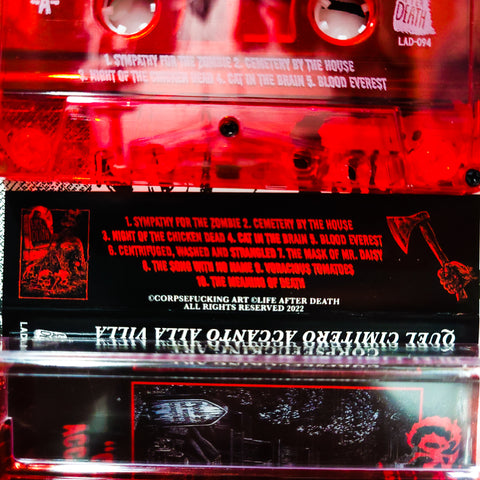 -A-
DEATH
LAD-094
1. SYMPATHY FOR THE ZOMBIE 2. CEMETERY BY THE HOUSE
3. NIGHT OF THE CHICKEN DEAD 4. CAT IN THE BRAIN 5. BLOOD EVEREST
1. SYMPATHY FOR THE ZOMBIE 2. CEMETERY BY THE HOUSE
3. NIGHT OF THE CHICKEN DEAD 4. CAT IN THE BRAIN 5. BLOOD EVEREST
6. CENTRIFUGED, WASHED AND STRANGLED 7. THE MASK OF MR. DAISY
8. THE SONG WITH NO NAME 9. VORACIOUS TOMATOES
10. THE MEANING OF DEATH
©CORPSEFUCKING ART ©LIFE AFTER DEATH
ALL RIGHTS RESERVED 2022
QUEL CIMITERO ACCANTO ALLA VILLA
CORPSEFUCKING ART